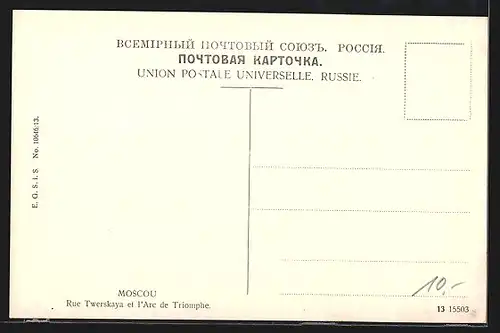 ВСЕМІРНЫЙ ПОЧТОВЫЙ СОЮЗЪ. РОССІЯ.
ПОЧТОВАЯ КАРТОЧКА.
UNION POSTALE UNIVERSELLE. RUSSIE.
E. G. S. i. S No. 10646/13.
MOSCOU
Rue Twerskaya et l'Arc de Triomphe.
10,-
13 15503